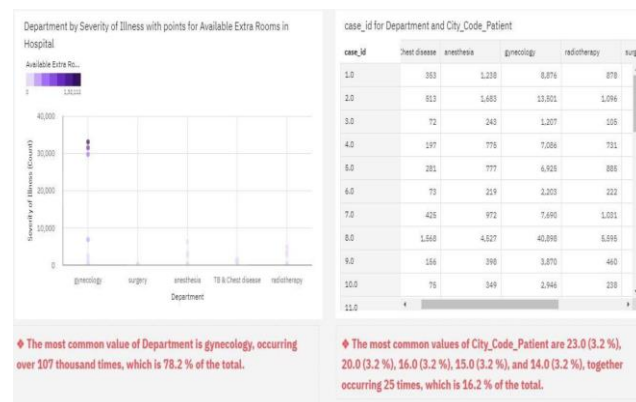 Department by Severity of Illness with points for Available Extra Rooms in
Hospital
Available Extra Ro...
0
40,000
30,000
20,000
10,000
0
Severity of Illness (Count)
gynecology surgery anesthesia TB & Chest disease radiotherapy
Department
❖ The most common value of Department is gynecology, occurring
over 107 thousand times, which is 78.2 % of the total.
case_id for Department and City_Code_Patient
case_id Chest disease anesthesia gynecology radiotherapy surg
1.0 353 1,238 8,876 878
2.0 513 1,683 13,501 1,096
3.0 72 243 1,207 105
4.0 197 775 7,086 731
5.0 281 777 6,925 885
6.0 73 219 2,203 222
7.0 425 972 7,690 1,021
8.0 1,568 4,527 40,898 5,595
9.0 156 398 3,870 460
10.0 75 349 2,946 238
11.0
❖ The most common values of City_Code_Patient are 23.0 (3.2 %),
20.0 (3.2 %), 16.0 (3.2 %), 15.0 (3.2 %), and 14.0 (3.2 %), together
occurring 25 times, which is 16.2 % of the total.